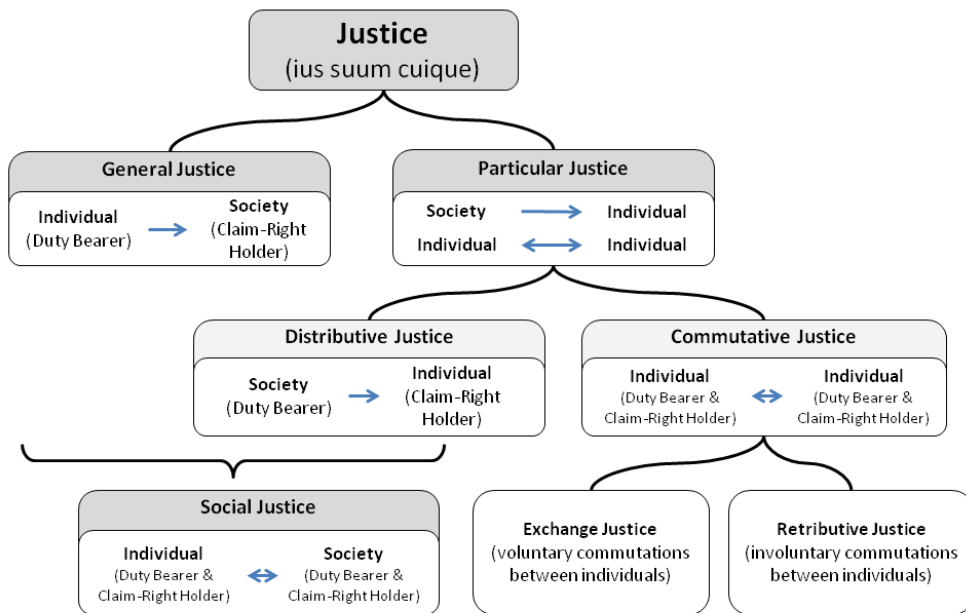 Justice
(ius suum cuique)
General Justice
Individual
(Duty Bearer)
Society
(Claim-Right
Holder)
Particular Justice
Society
Individual
Individual
Individual
Distributive Justice
Society
(Duty Bearer)
Individual
(Claim-Right
Holder)
Commutative Justice
Individual
(Duty Bearer &
Claim-Right Holder)
Individual
(Duty Bearer &
Claim-Right Holder)
Social Justice
Individual
(Duty Bearer &
Claim-Right Holder)
Society
(Duty Bearer &
Claim-Right Holder)
Exchange Justice
(voluntary commutations
between individuals)
Retributive Justice
(involuntary commutations
between individuals)